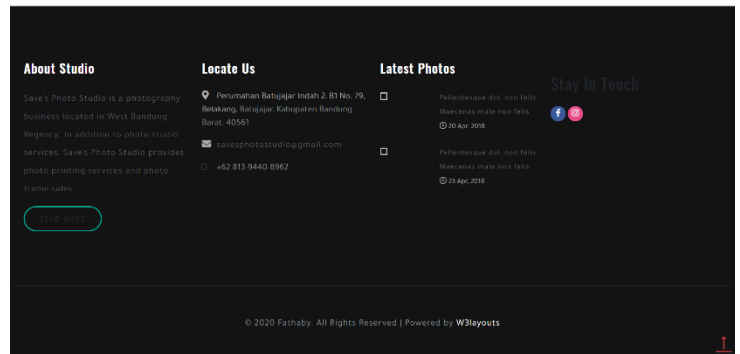 About Studio
Save's Photo Studio is a photography
business located in West Bandung
Regency. In addition to photo studio
services, Save's Photo Studio provides
photo printing services and photo
frame sales
READ MORE
Locate Us
Perumahan Batujajar Indah 2, B1 No. 79,
Belakang, Batujajar, Kabupaten Bandung
Barat, 40561
savesphotostudio@gmail.com
+62 813 9440 8962
Latest Photos
Pellentesque dui, non felis.
Maecenas male non felis
20 Apr, 2018
Pellentesque dui, non felis.
Maecenas male non felis
23 Apr, 2018
Stay In Touch
© 2020 Fathaby. All Rights Reserved | Powered by W3layouts